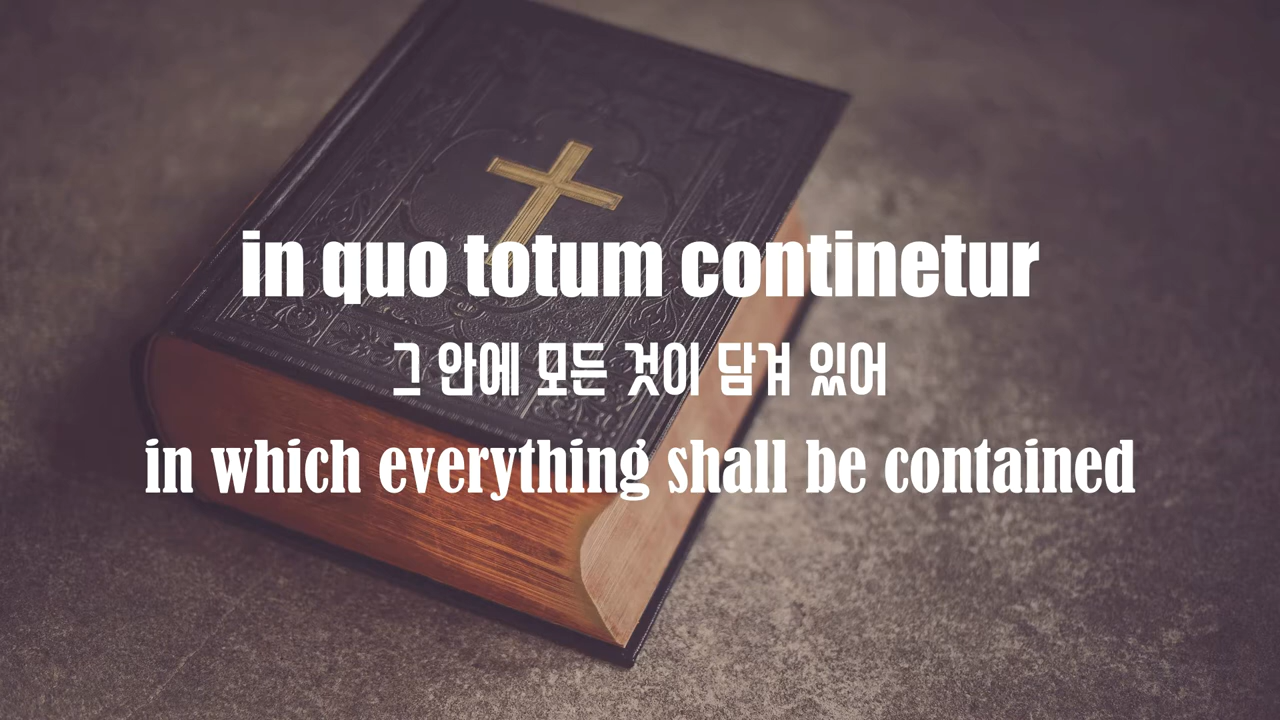 in quo totum continetur
그 안에 모든 것이 담겨 있어
in which everything shall be contained